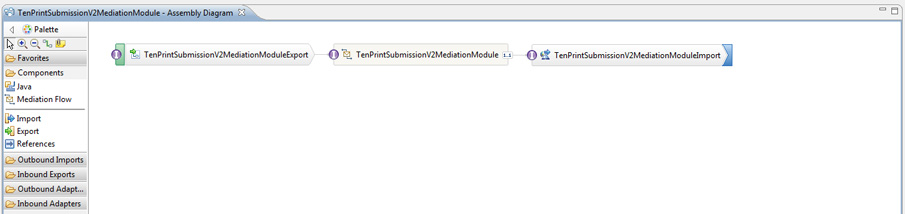 TenPrintSubmissionV2MediationModule - Assembly Diagram
Palette
Favorites
Components
Java
Mediation Flow
Import
Export
References
Outbound Imports
Inbound Exports
Outbound Adapt...
Inbound Adapters
TenPrintSubmissionV2MediationModuleExport
TenPrintSubmissionV2MediationModule 1..1
TenPrintSubmissionV2MediationModuleImport